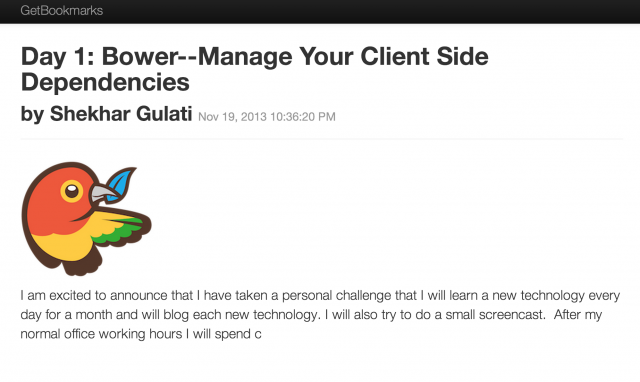 GetBookmarks
Day 1: Bower--Manage Your Client Side
Dependencies
by Shekhar Gulati Nov 19, 2013 10:36:20 PM
I am excited to announce that I have taken a personal challenge that I will learn a new technology every
day for a month and will blog each new technology. I will also try to do a small screencast.  After my
normal office working hours I will spend c